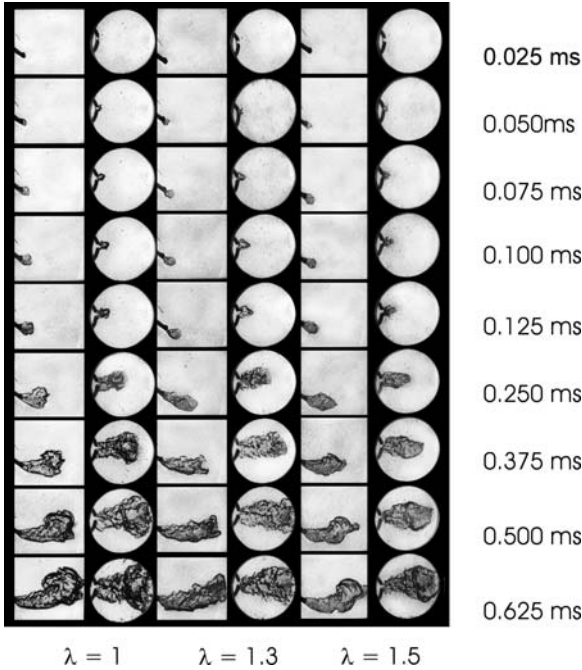 0.025 ms
0.050ms
0.075 ms
0.100 ms
0.125 ms
0.250 ms
0.375 ms
0.500 ms
0.625 ms
λ = 1 λ = 1.3 λ = 1.5